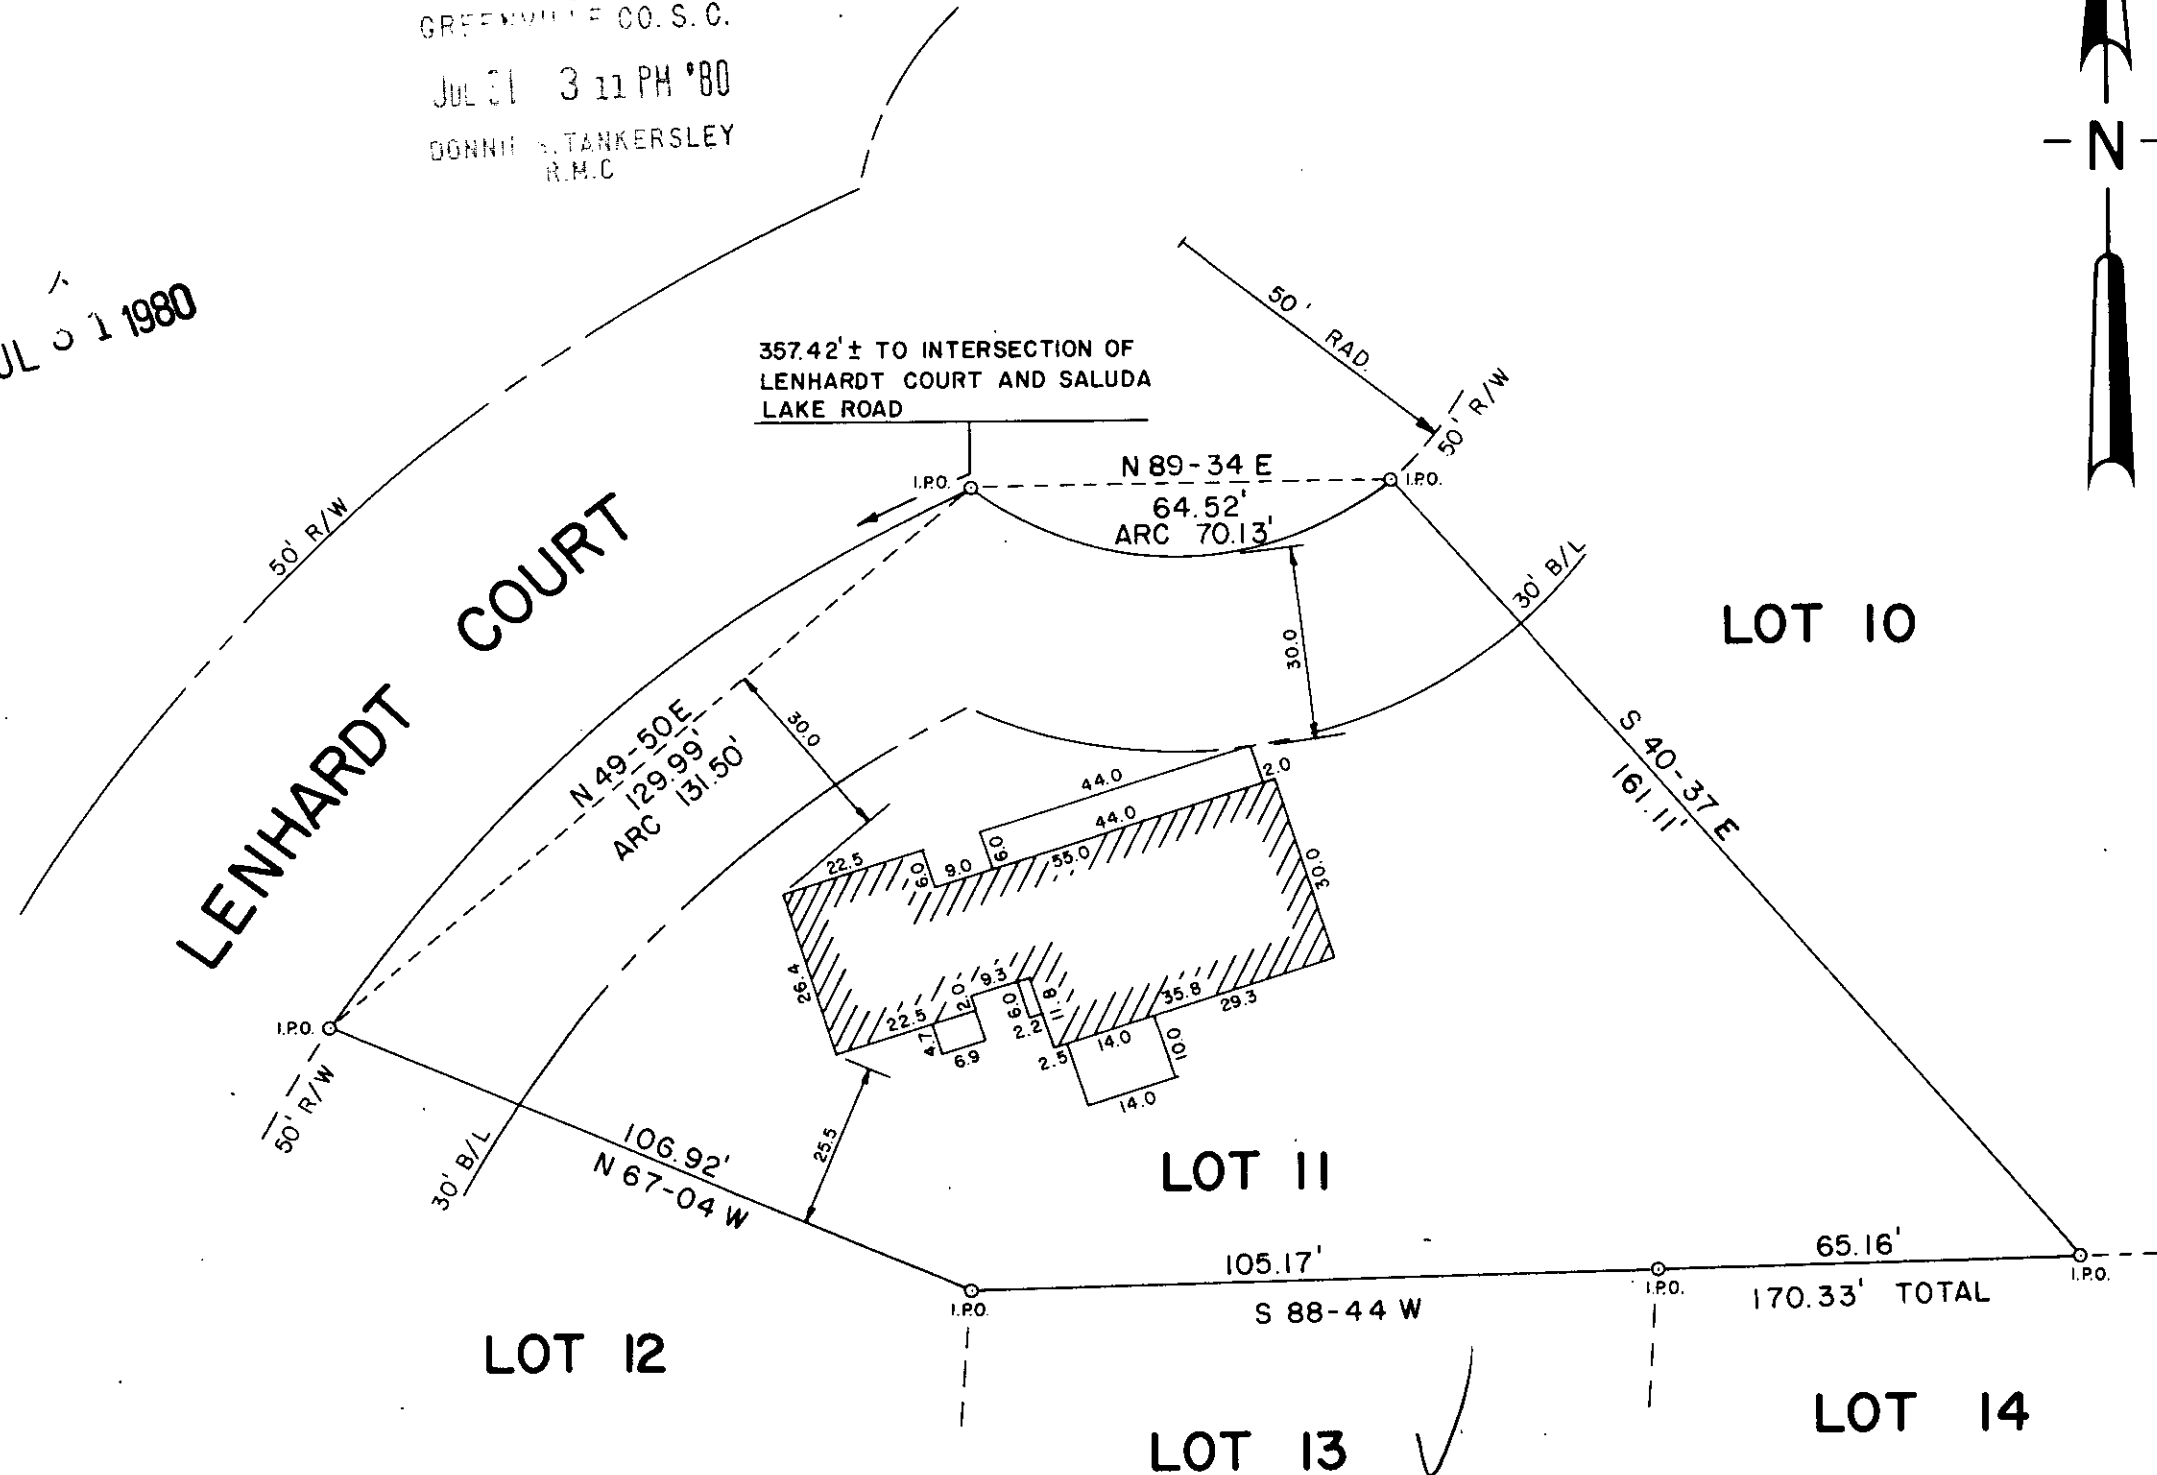 GREENVILLE CO. S. C.
JUL 31 3 11 PM '80
DONNIE S. TANKERSLEY
R.M.C
1980
N
50' RAD.
50' R/W
357.42'± TO INTERSECTION OF
LENHARDT COURT AND SALUDA
LAKE ROAD
I.P.O.
N 89-34 E
64.52'
ARC 70.13'
I.P.O.
50' R/W
LENHARDT COURT
30' B/L
30.0
LOT 10
N 49-50 E
129.99'
ARC 131.50'
30.0
S 40-37 E
161.11'
44.0
2.0
44.0
6.0
55.0
22.5
6.0
9.0
30.0
26.4
22.5
2.0
9.3
6.0
11.8
2.2
35.8
29.3
4.7
6.9
2.5
14.0
10.0
14.0
I.P.O.
50' R/W
30' B/L
106.92'
N 67-04 W
25.5
LOT 11
105.17'
65.16'
S 88-44 W
170.33' TOTAL
I.P.O.
I.P.O.
I.P.O.
LOT 12
LOT 13
LOT 14